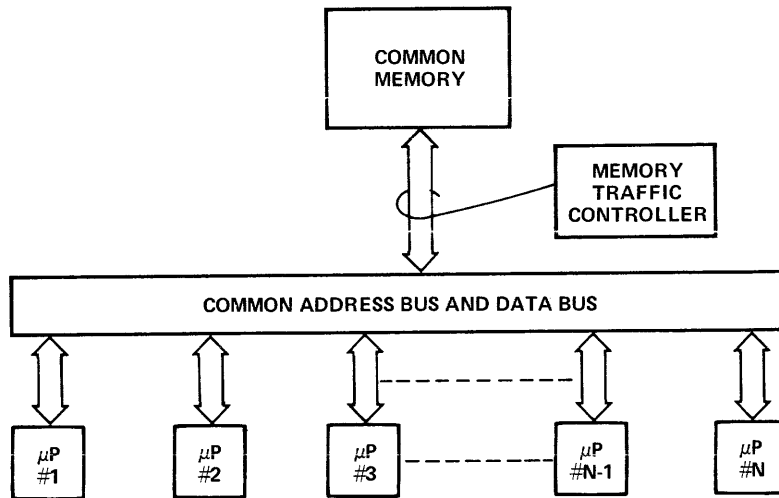 COMMON
MEMORY
MEMORY
TRAFFIC
CONTROLLER
COMMON ADDRESS BUS AND DATA BUS
μP
#1
μP
#2
μP
#3
μP
#N-1
μP
#N